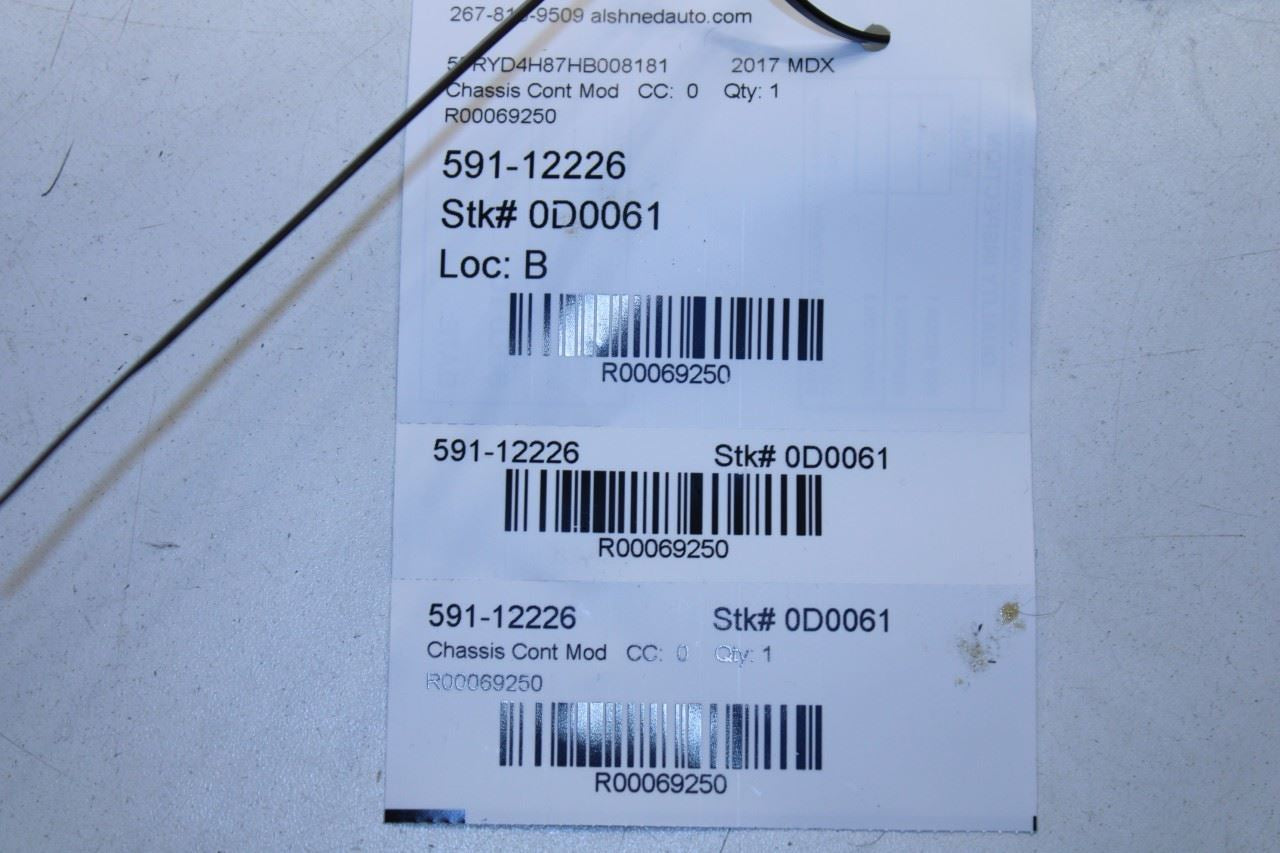 alshnedauto.com
2017 MDX
Chassis Cont Mod CC: 0 Qty: 1
R00069250
591-12226
Stk# 0D0061
Loc: B
R00069250
591-12226 Stk# 0D0061
R00069250
591-12226 Stk# 0D0061
Chassis Cont Mod CC: 0 Qty: 1
R00069250
R00069250